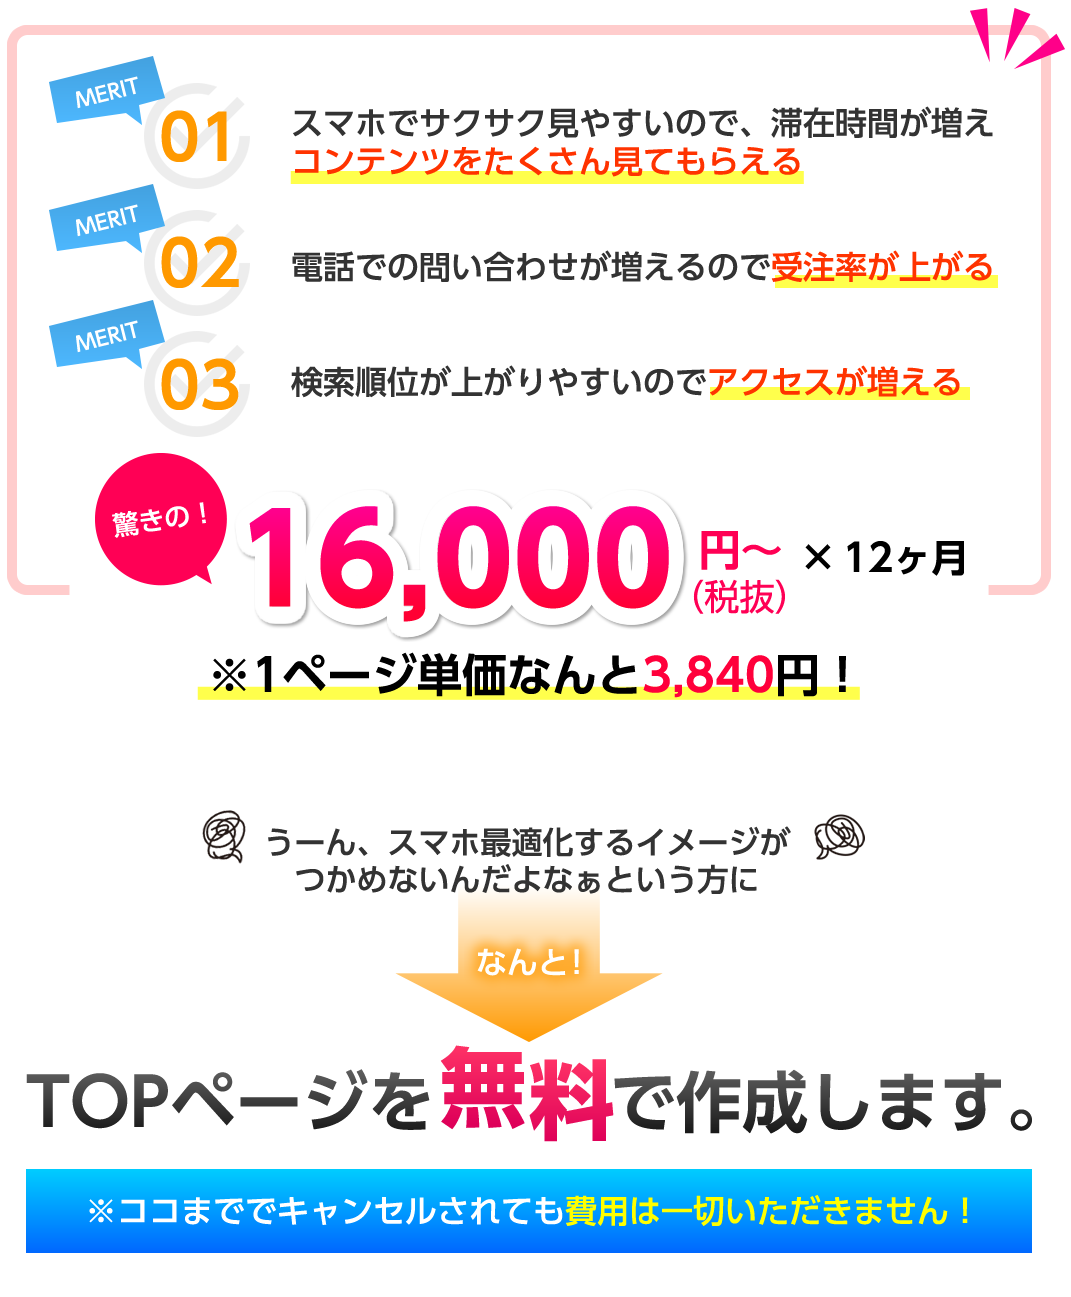 MERIT
01
スマホでサクサク見やすいので、滞在時間が増え
コンテンツをたくさん見てもらえる
MERIT
02
電話での問い合わせが増えるので受注率が上がる
MERIT
03
検索順位が上がりやすいのでアクセスが増える
驚きの！
16,000円〜(税抜) × 12ヶ月
※1ページ単価なんと3,840円！
うーん、スマホ最適化するイメージが
つかめないんだよなぁという方に
なんと!
TOPページを無料で作成します。
※ココまででキャンセルされても費用は一切いただきません！